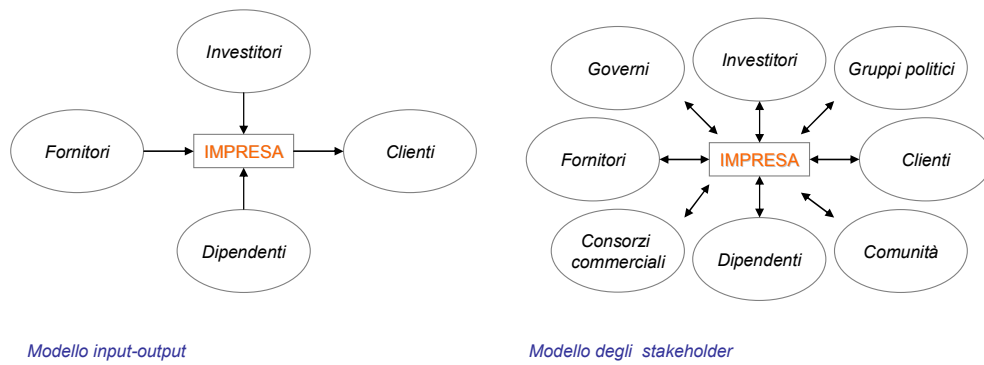 Investitori
Fornitori
IMPRESA
Clienti
Dipendenti
Modello input-output
Governi
Investitori
Gruppi politici
Fornitori
IMPRESA
Clienti
Consorzi
commerciali
Dipendenti
Comunità
Modello degli stakeholder